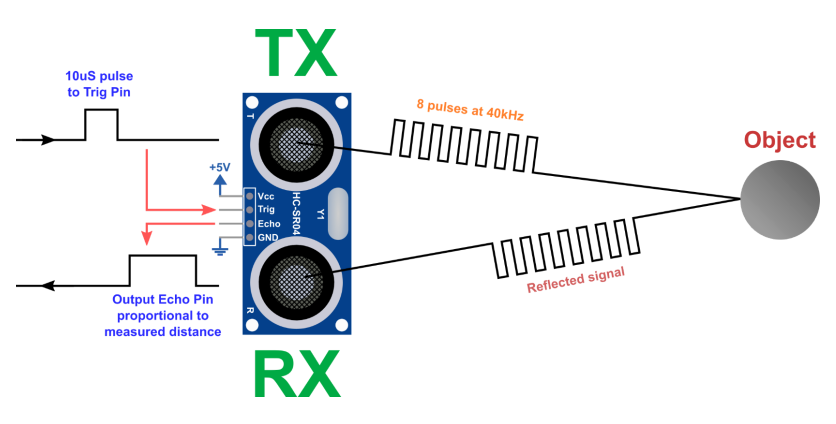 TX
10uS pulse
to Trig Pin
8 pulses at 40kHz
Object
T
+5V
Vcc
Trig
Echo
GND
HC-SR04
Y1
Reflected signal
Output Echo Pin
proportional to
measured distance
R
RX